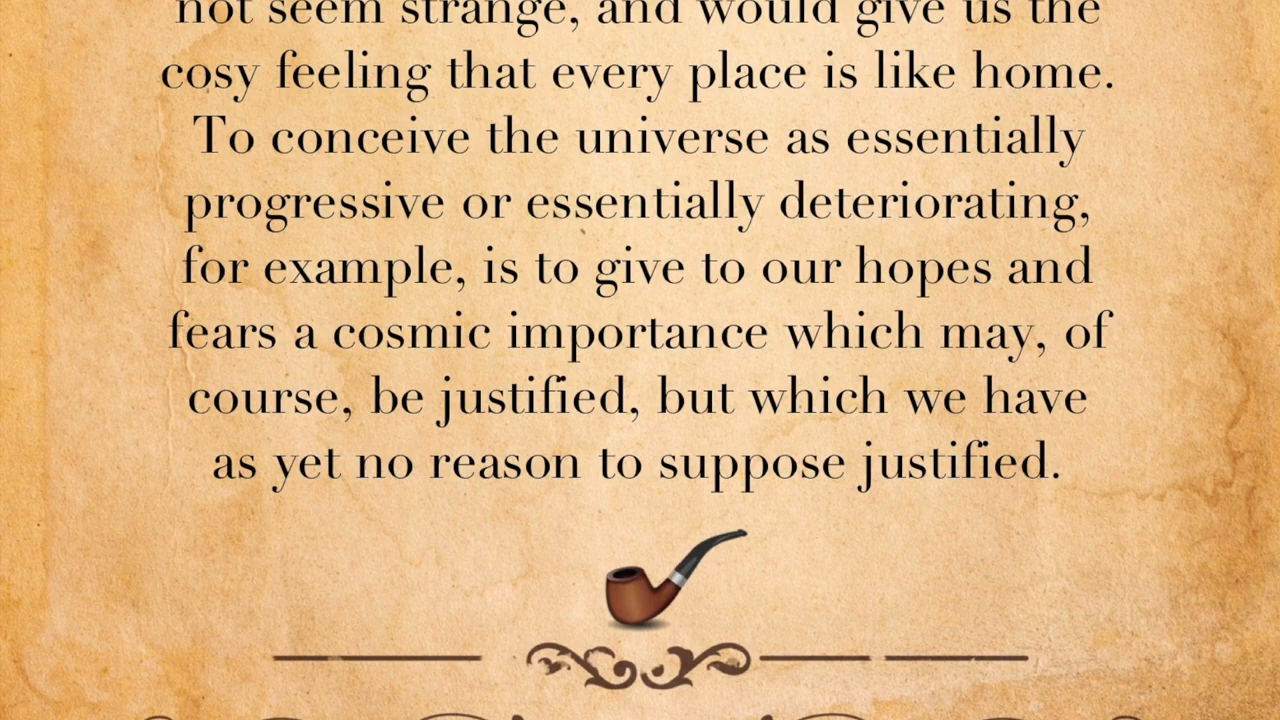 not seem strange, and would give us the
cosy feeling that every place is like home.
To conceive the universe as essentially
progressive or essentially deteriorating,
for example, is to give to our hopes and
fears a cosmic importance which may, of
course, be justified, but which we have
as yet no reason to suppose justified.